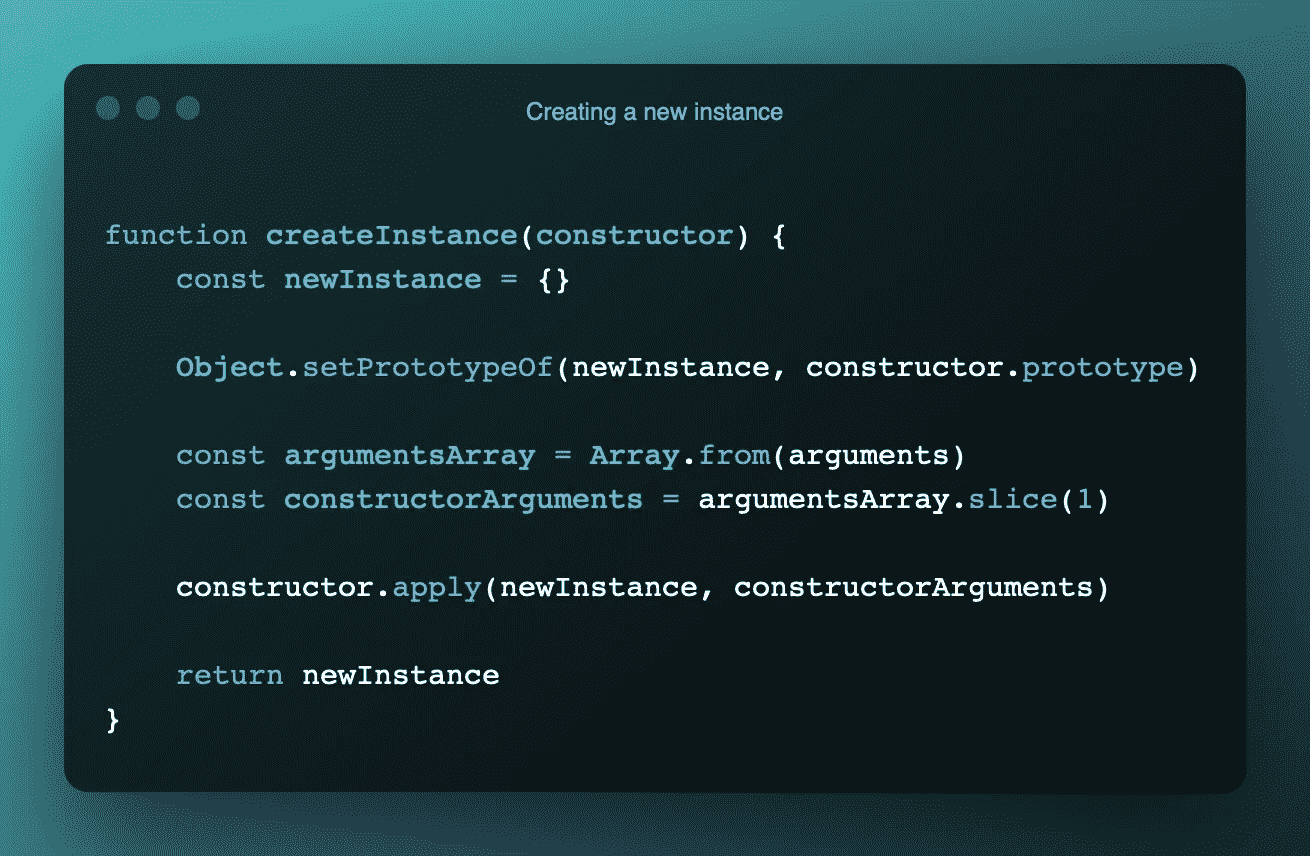 Creating a new instance
function createInstance(constructor) {
    const newInstance = {}
    Object.setPrototypeOf(newInstance, constructor.prototype)
    const argumentsArray = Array.from(arguments)
    const constructorArguments = argumentsArray.slice(1)
    constructor.apply(newInstance, constructorArguments)
    return newInstance
}